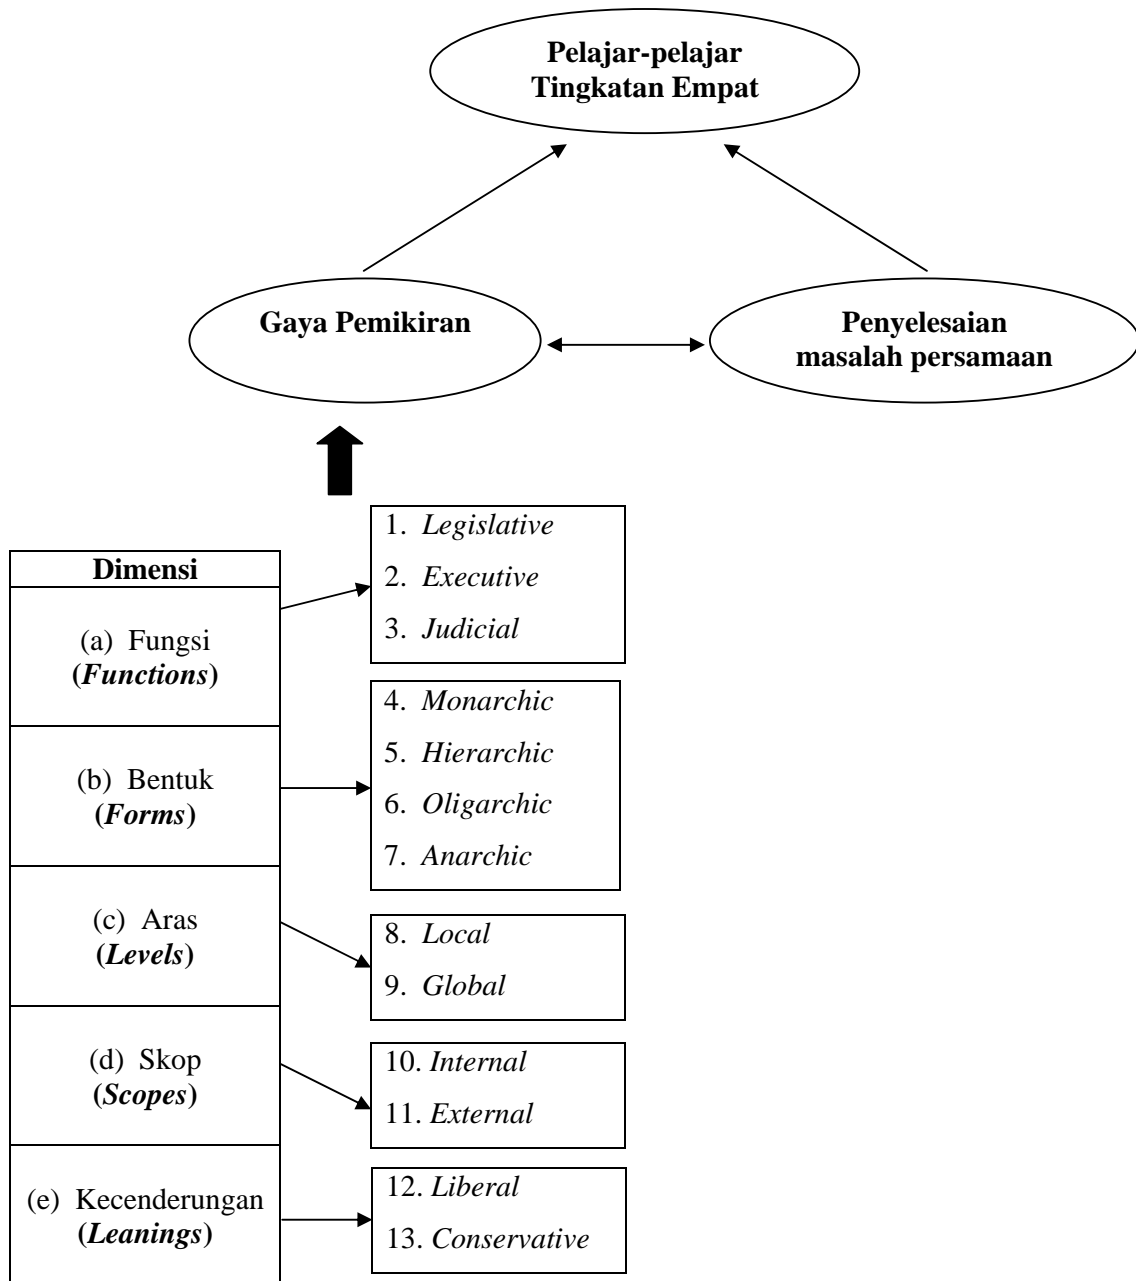 Pelajar-pelajar
Tingkatan Empat
Gaya Pemikiran
Penyelesaian
masalah persamaan
Dimensi
(a) Fungsi
(Functions)
1. Legislative
2. Executive
3. Judicial
(b) Bentuk
(Forms)
4. Monarchic
5. Hierarchic
6. Oligarchic
7. Anarchic
(c) Aras
(Levels)
8. Local
9. Global
(d) Skop
(Scopes)
10. Internal
11. External
(e) Kecenderungan
(Leanings)
12. Liberal
13. Conservative